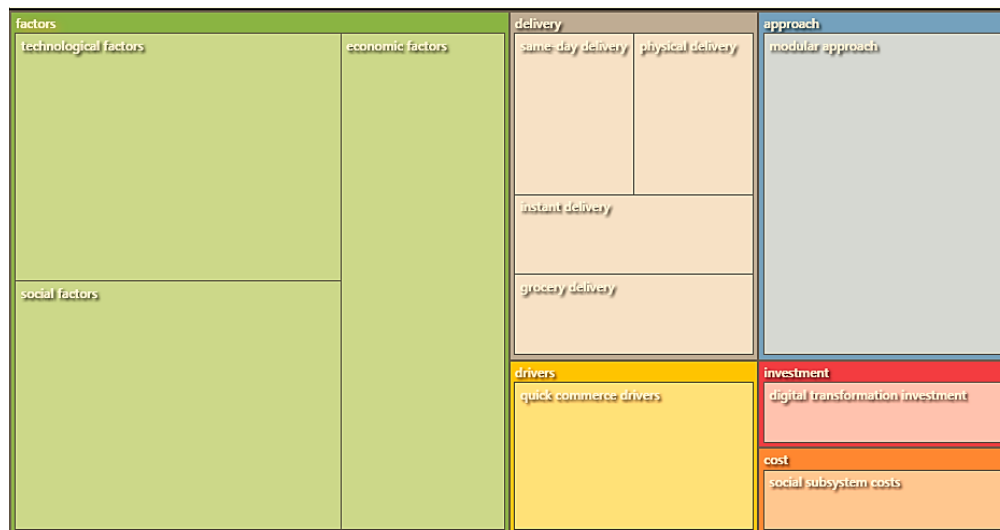 factors
technological factors
economic factors
social factors
delivery
same-day delivery
physical delivery
instant delivery
grocery delivery
approach
modular approach
drivers
quick commerce drivers
investment
digital transformation investment
cost
social subsystem costs